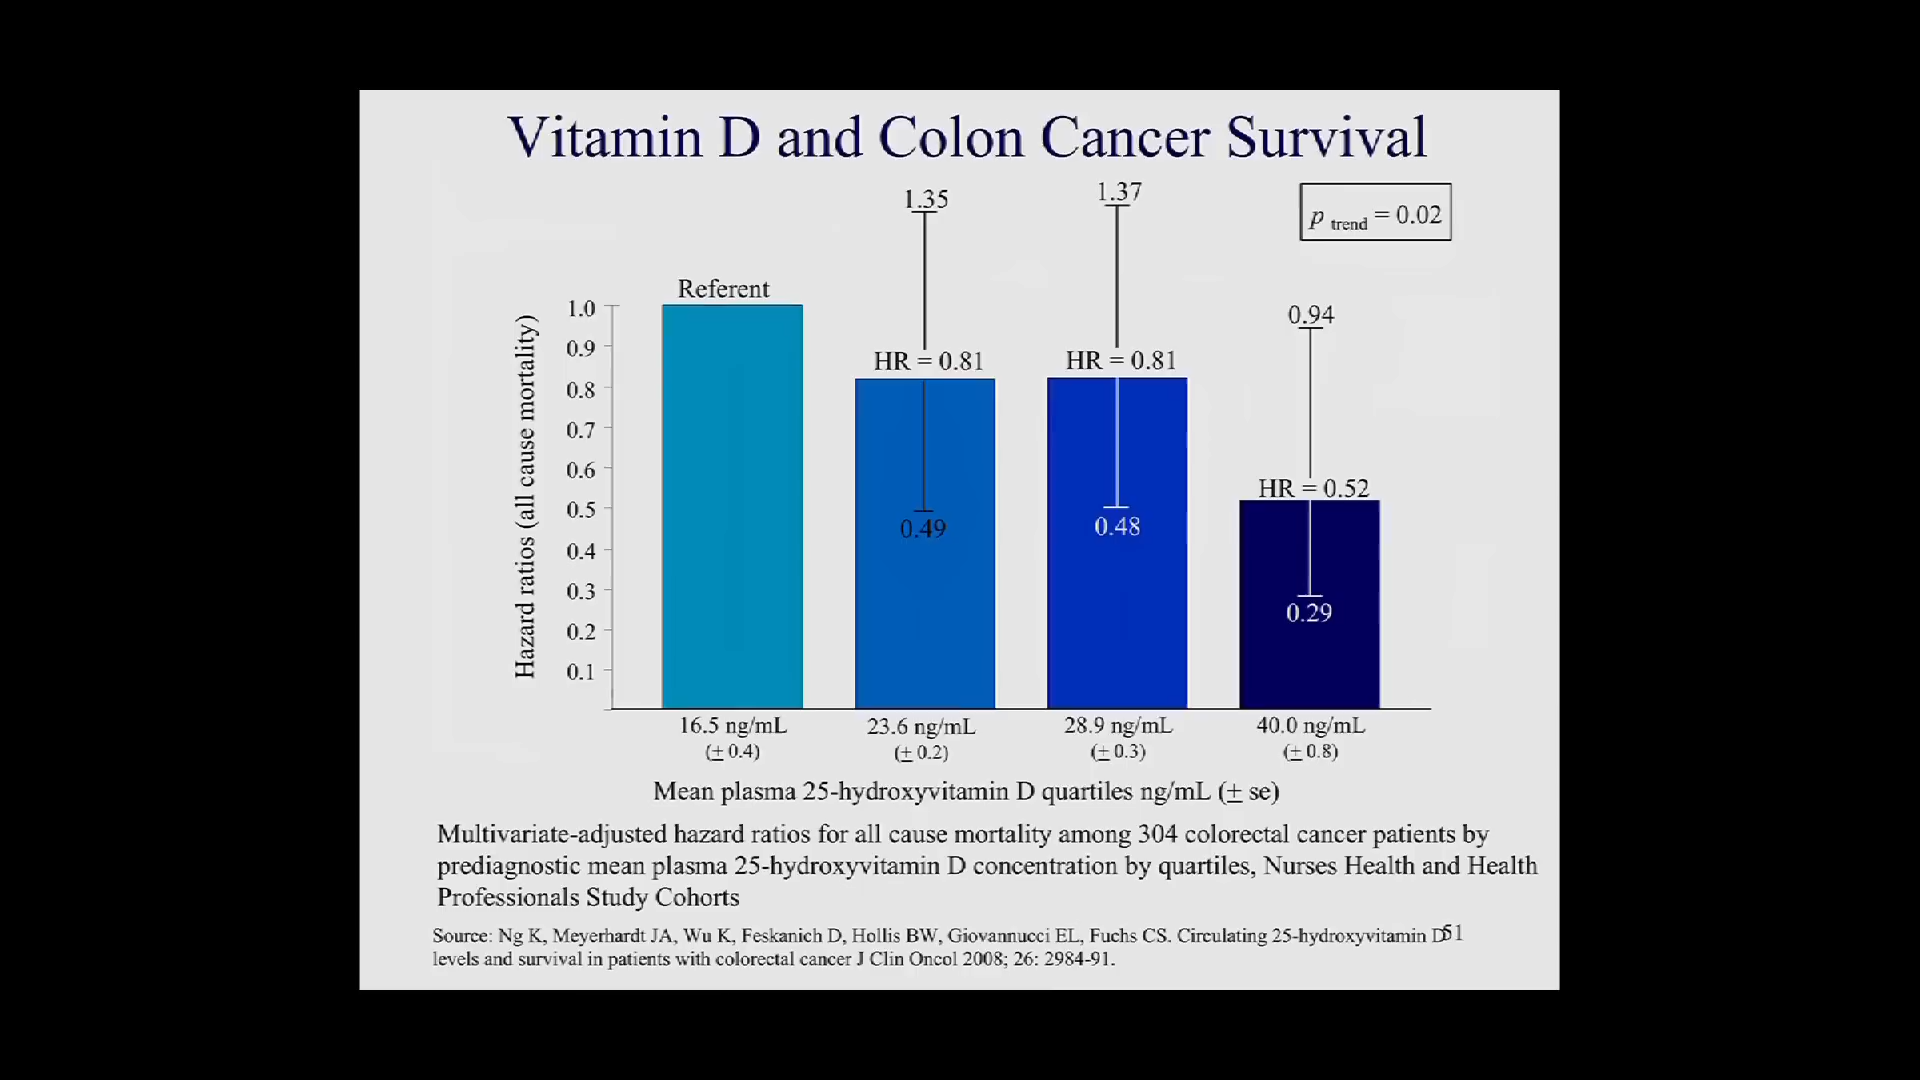 Vitamin D and Colon Cancer Survival
1.35
1.37
p trend = 0.02
Referent
0.94
HR = 0.81
HR = 0.81
HR = 0.52
0.49
0.48
0.29
Hazard ratios (all cause mortality)
1.0
0.9
0.8
0.7
0.6
0.5
0.4
0.3
0.2
0.1
16.5 ng/mL
(± 0.4)
23.6 ng/mL
(± 0.2)
28.9 ng/mL
(± 0.3)
40.0 ng/mL
(± 0.8)
Mean plasma 25-hydroxyvitamin D quartiles ng/mL (± se)
Multivariate-adjusted hazard ratios for all cause mortality among 304 colorectal cancer patients by
prediagnostic mean plasma 25-hydroxyvitamin D concentration by quartiles, Nurses Health and Health
Professionals Study Cohorts
Source: Ng K, Meyerhardt JA, Wu K, Feskanich D, Hollis BW, Giovannucci EL, Fuchs CS. Circulating 25-hydroxyvitamin D
levels and survival in patients with colorectal cancer J Clin Oncol 2008; 26: 2984-91.
51